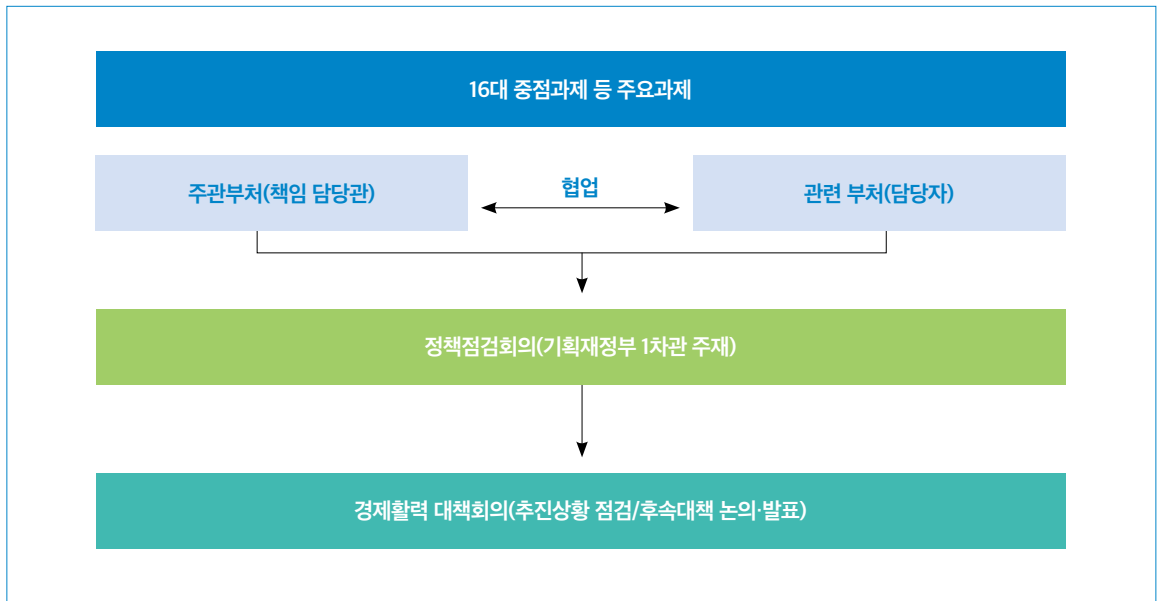 16대 중점과제 등 주요과제
주관부처(책임 담당관)
협업
관련 부처(담당자)
정책점검회의(기획재정부 1차관 주재)
경제활력 대책회의(추진상황 점검/후속대책 논의·발표)